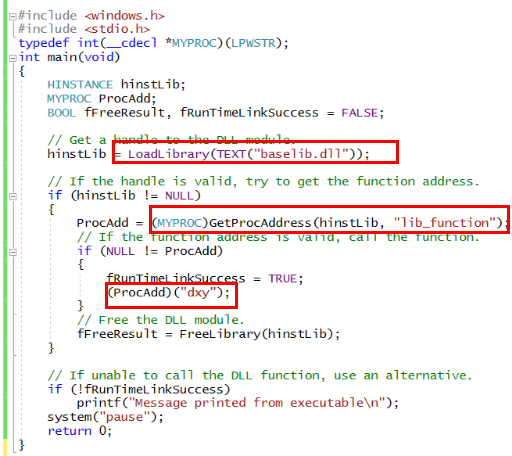 #include <windows.h>
#include <stdio.h>
typedef int(__cdecl *MYPROC)(LPWSTR);
int main(void)
{
HINSTANCE hinstLib;
MYPROC ProcAdd;
BOOL fFreeResult, fRunTimeLinkSuccess = FALSE;
// Get a handle to the DLL module.
hinstLib = LoadLibrary(TEXT("baselib.dll"));
// If the handle is valid, try to get the function address.
if (hinstLib != NULL)
{
ProcAdd = (MYPROC)GetProcAddress(hinstLib, "lib_function");
// If the function address is valid, call the function.
if (NULL != ProcAdd)
{
fRunTimeLinkSuccess = TRUE;
(ProcAdd)("dxy");
}
// Free the DLL module.
fFreeResult = FreeLibrary(hinstLib);
}
// If unable to call the DLL function, use an alternative.
if (!fRunTimeLinkSuccess)
printf("Message printed from executable\n");
system("pause");
return 0;
}